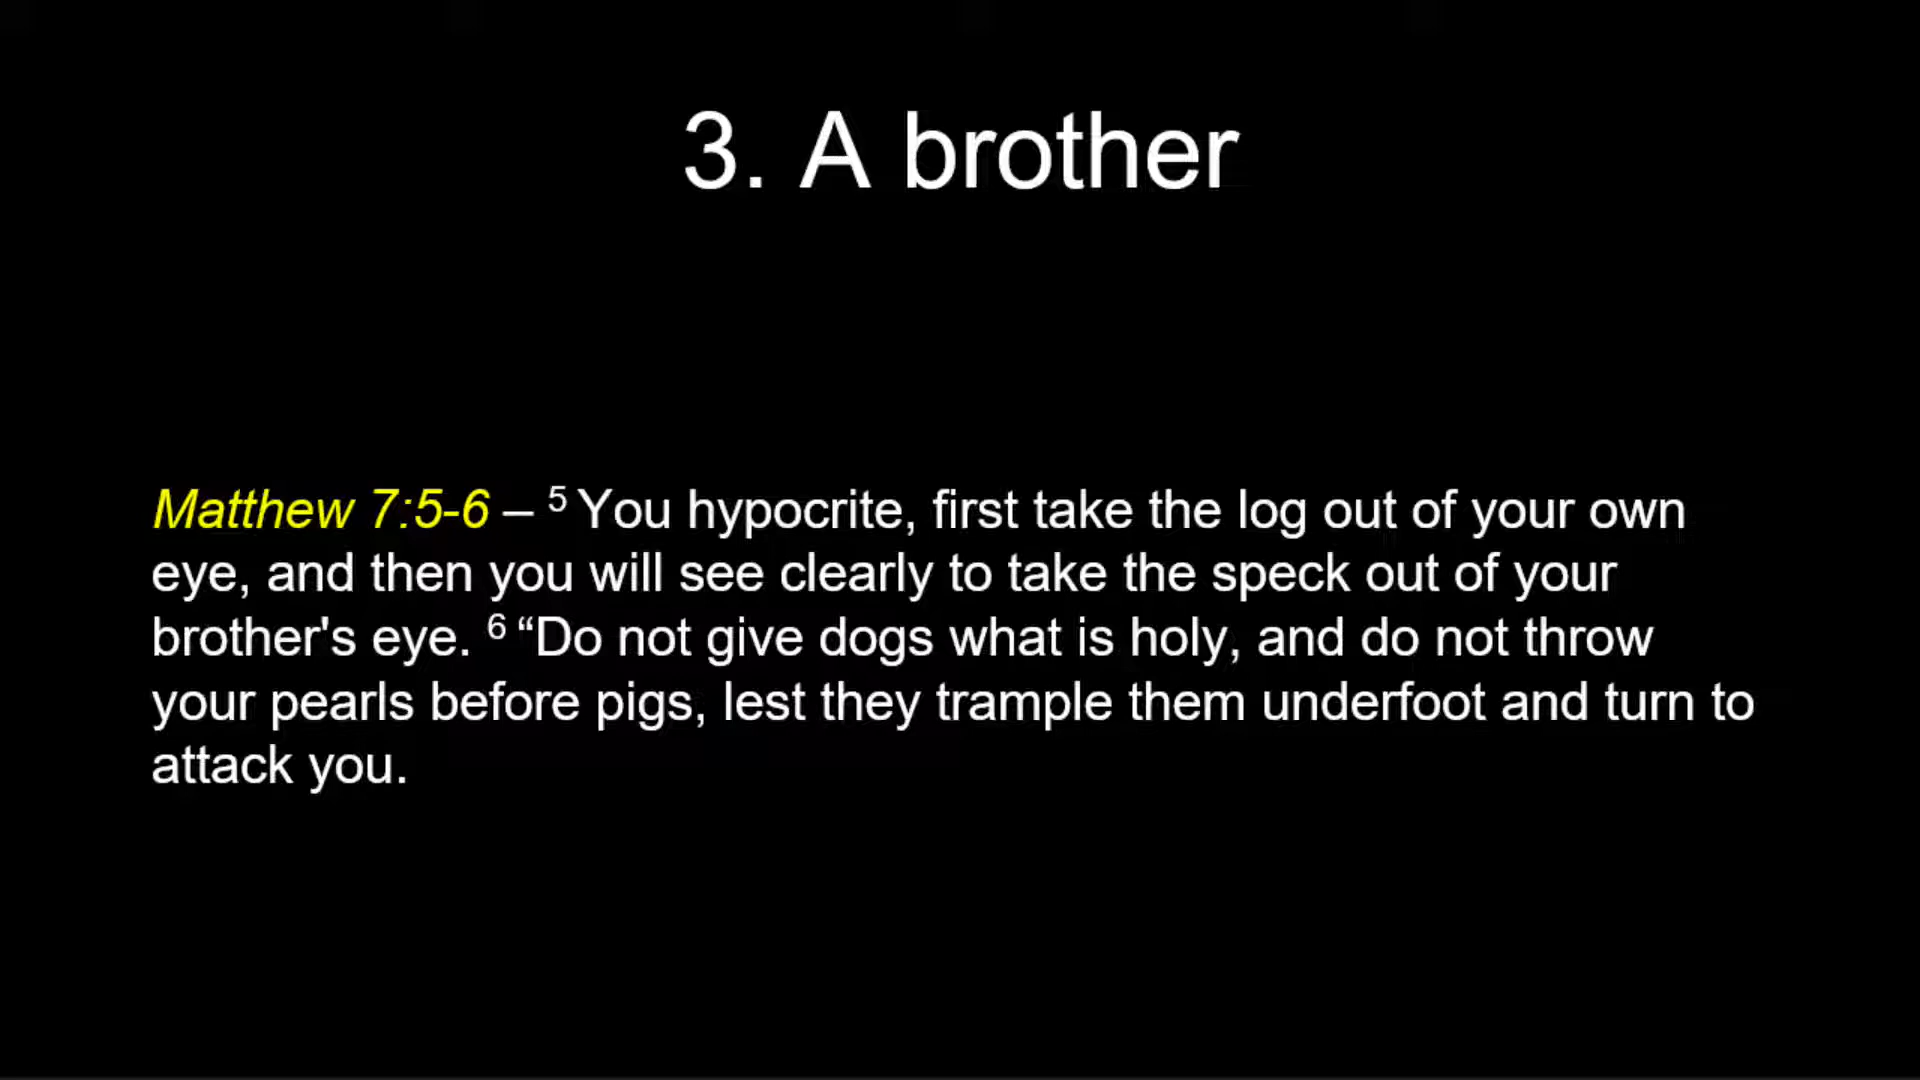 3. A brother
Matthew 7:5-6 – ⁵ You hypocrite, first take the log out of your own
eye, and then you will see clearly to take the speck out of your
brother's eye. ⁶ “Do not give dogs what is holy, and do not throw
your pearls before pigs, lest they trample them underfoot and turn to
attack you.